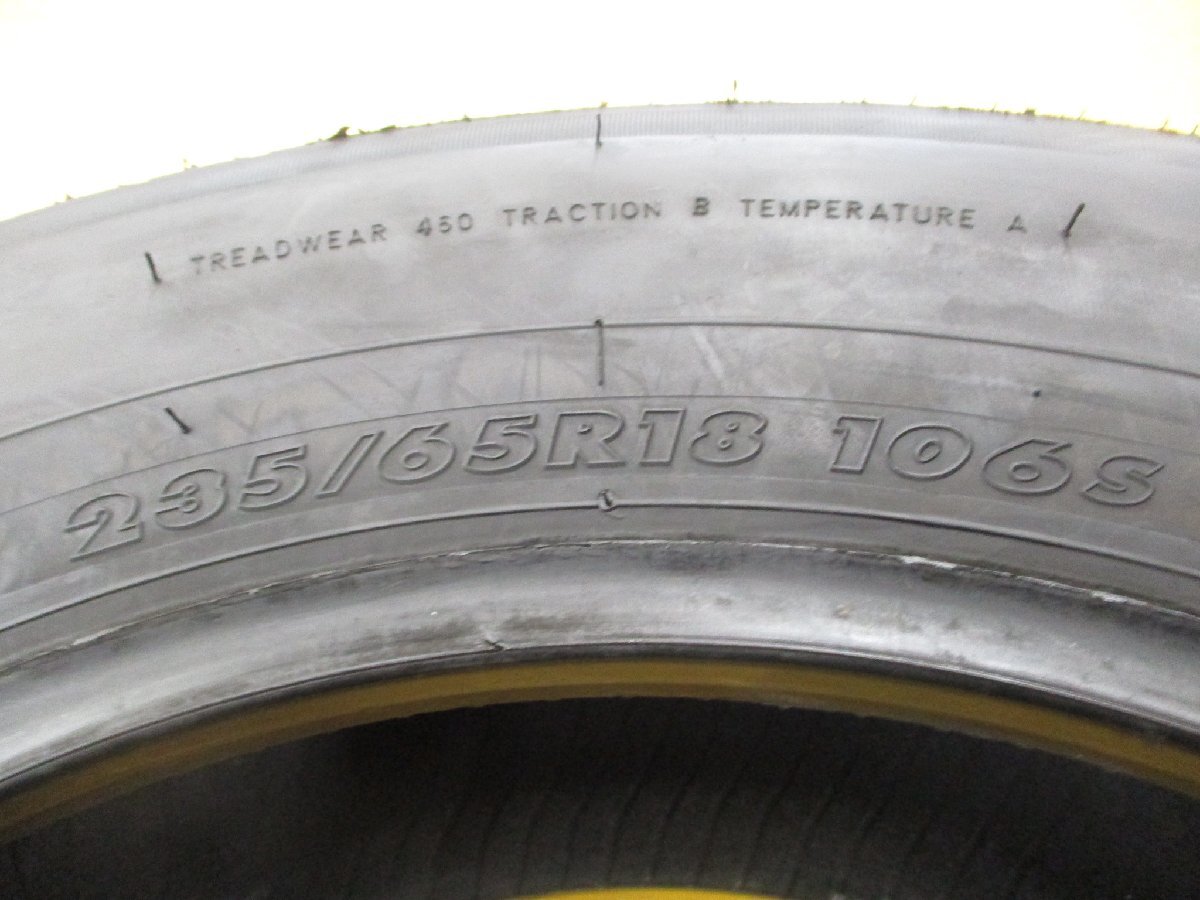 TREADWEAR 460 TRACTION B TEMPERATURE A
235/65R18 106S